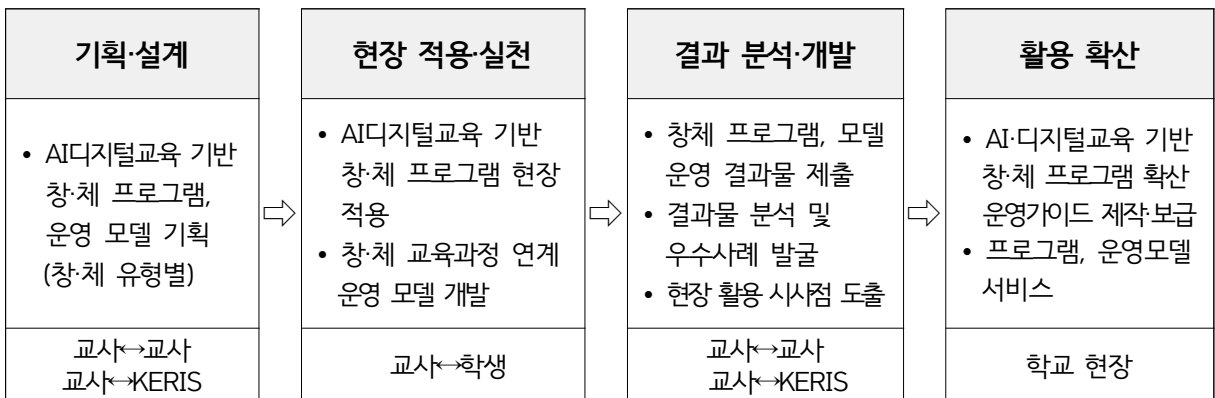 기획·설계
• AI디지털교육 기반
창·체 프로그램,
운영 모델 기획
(창·체 유형별)
교사↔교사
교사↔KERIS
⇨
현장 적용·실천
• AI디지털교육 기반
창·체 프로그램 현장
적용
• 창·체 교육과정 연계
운영 모델 개발
교사↔학생
⇨
결과 분석·개발
• 창체 프로그램, 모델
운영 결과물 제출
• 결과물 분석 및
우수사례 발굴
• 현장 활용 시사점 도출
교사↔교사
교사↔KERIS
⇨
활용 확산
• AI·디지털교육 기반
창·체 프로그램 확산
운영가이드 제작·보급
• 프로그램, 운영모델
서비스
학교 현장